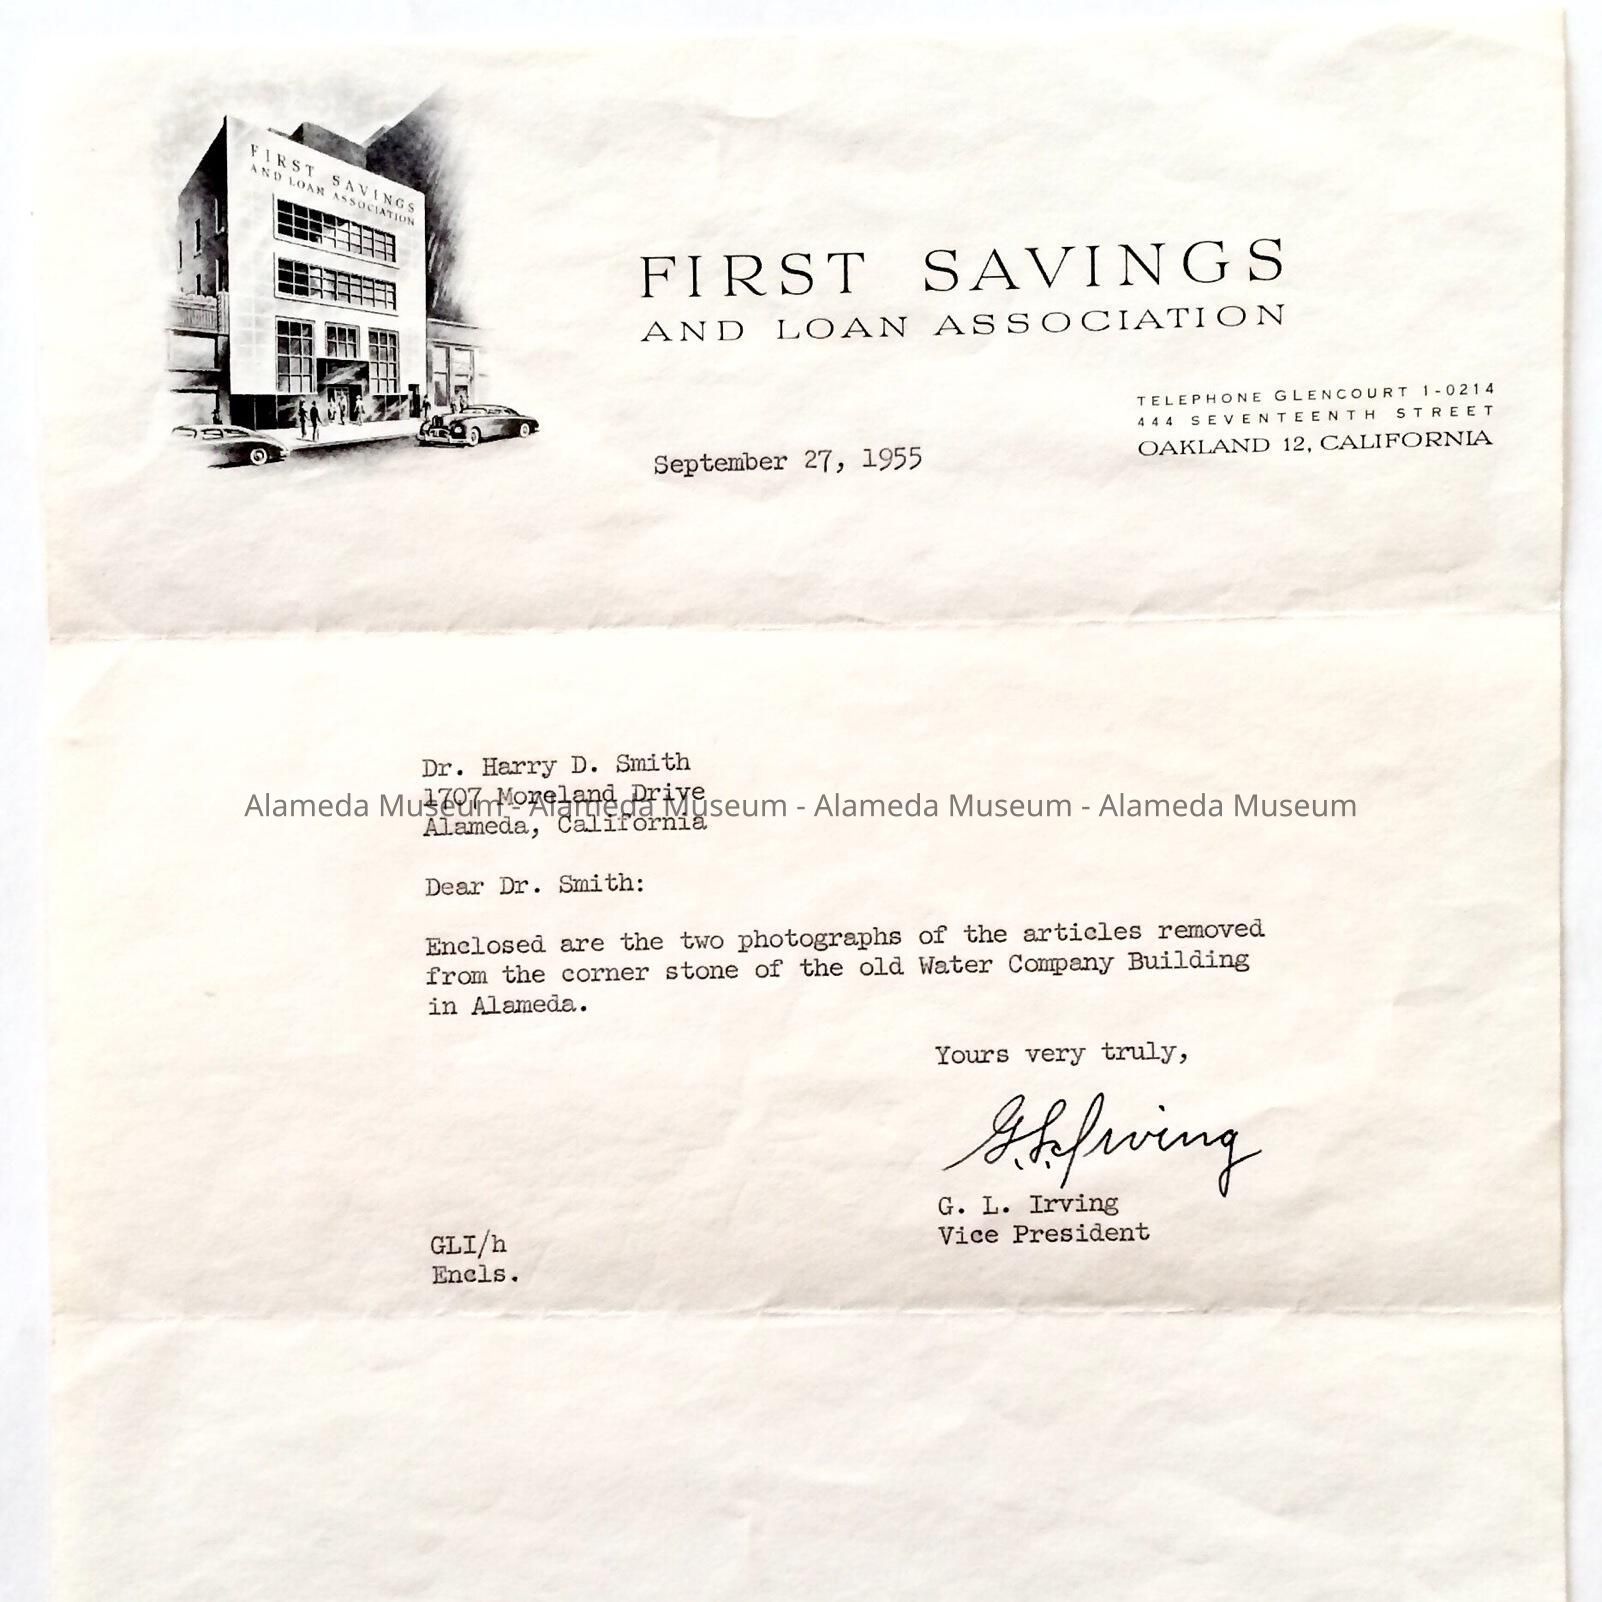 FIRST SAVINGS
AND LOAN ASSOCIATION
FIRST SAVINGS
AND LOAN ASSOCIATION
TELEPHONE GLENCOURT 1-0214
444 SEVENTEENTH STREET
OAKLAND 12, CALIFORNIA
September 27, 1955
Dr. Harry D. Smith
1707 Moreland Drive
Alameda Museum - Alameda Museum - Alameda Museum - Alameda Museum
Alameda, California
Dear Dr. Smith:
Enclosed are the two photographs of the articles removed
from the corner stone of the old Water Company Building
in Alameda.
Yours very truly,
G. L. Irving
G. L. Irving
Vice President
GLI/h
Encls.